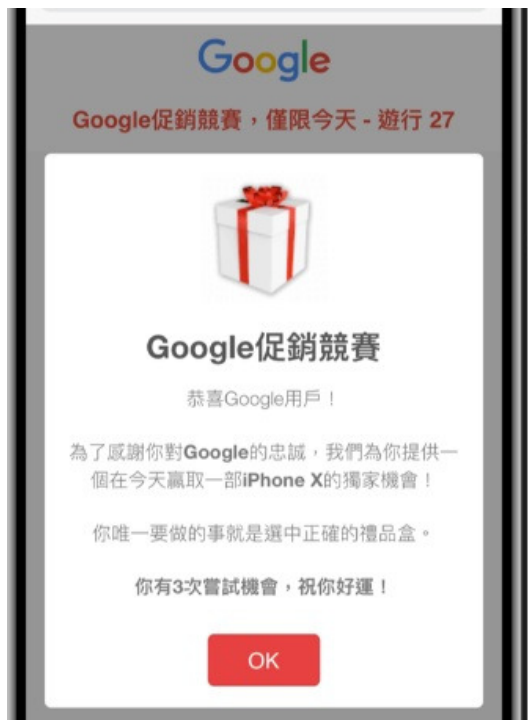 Google
Google促銷競賽，僅限今天 - 遊行 27
Google促銷競賽
恭喜Google用戶！
為了感謝你對Google的忠誠，我們為你提供一
個在今天贏取一部iPhone X的獨家機會！
你唯一要做的事就是選中正確的禮品盒。
你有3次嘗試機會，祝你好運！
OK